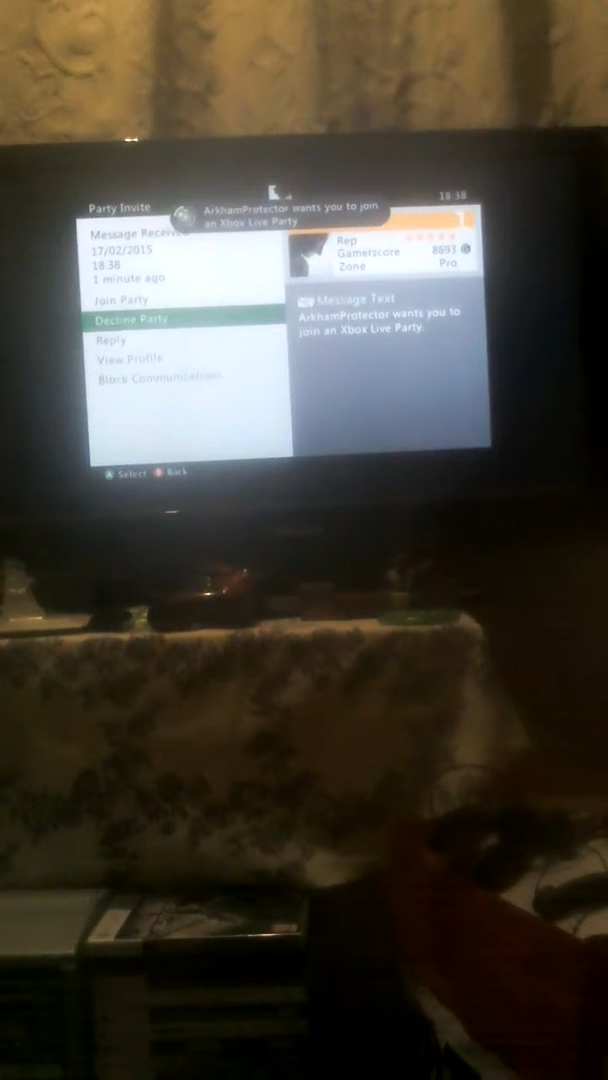 Party Invite
18:38
ArkhamProtector wants you to join
an Xbox Live Party
Message Received
17/02/2015
18:38
1 minute ago
Join Party
Decline Party
Reply
View Profile
Block Communications
Rep
Gamerscore 8693 G
Zone Pro
Message Text
ArkhamProtector wants you to
join an Xbox Live Party.
A Select B Back